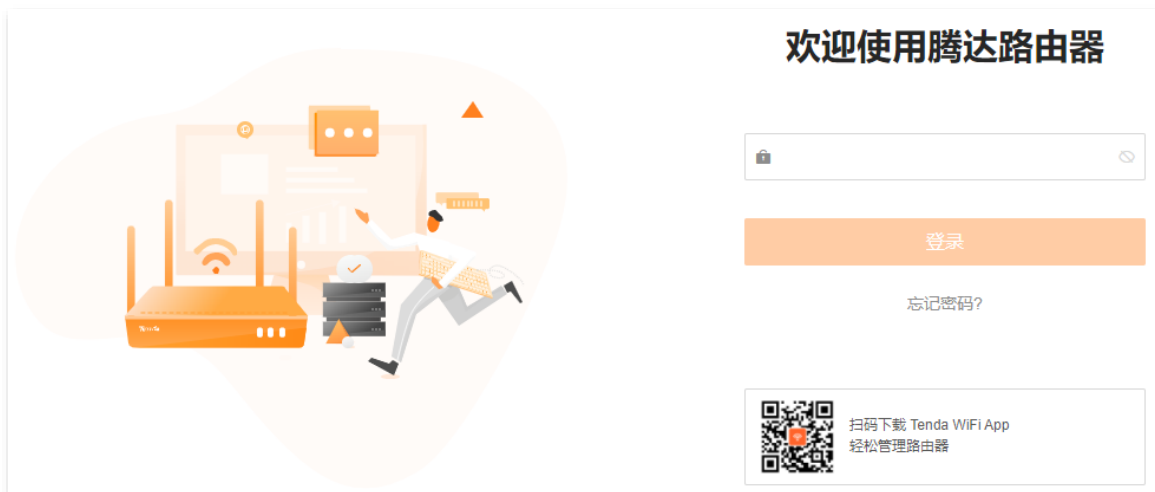 欢迎使用腾达路由器
登录
忘记密码?
扫码下载 Tenda WiFi App
轻松管理路由器
Tenda